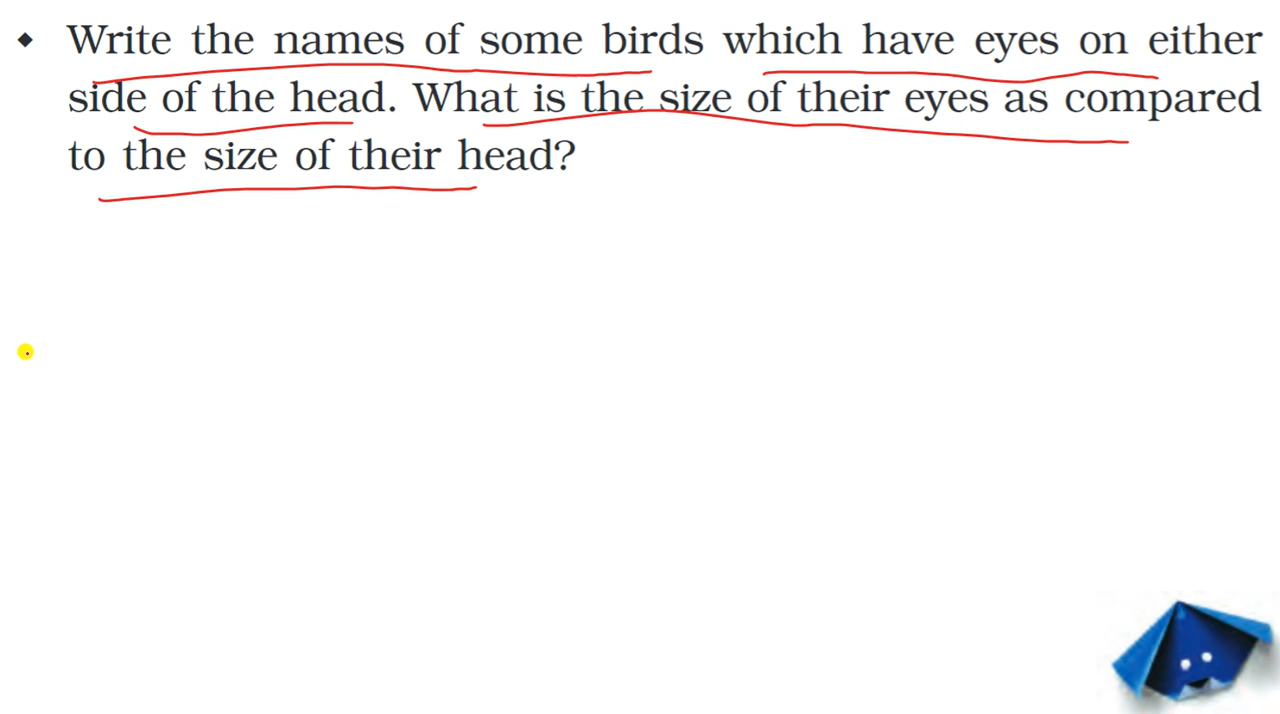 ◆ Write the names of some birds which have eyes on either
side of the head. What is the size of their eyes as compared
to the size of their head?